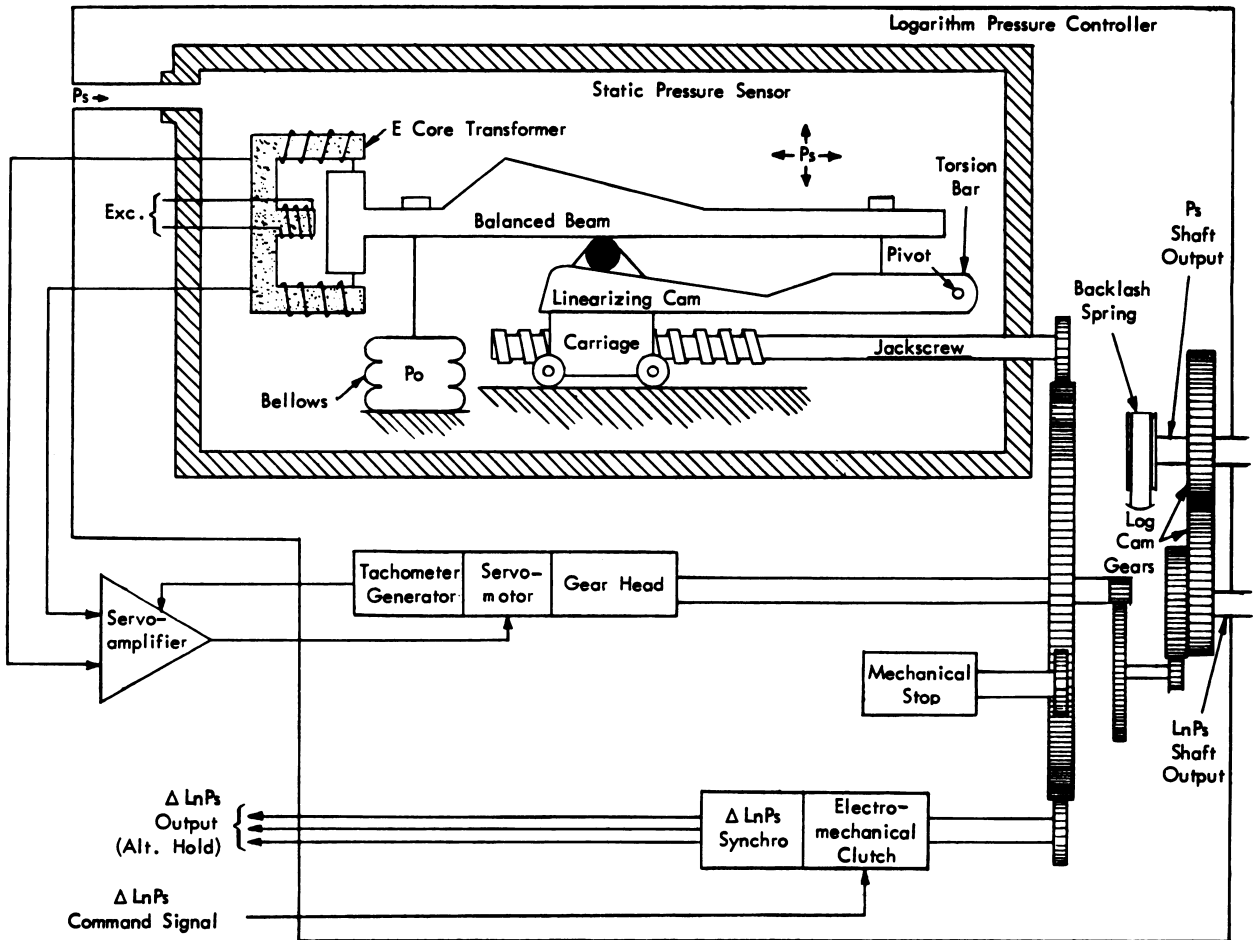 Logarithm Pressure Controller
Ps
Static Pressure Sensor
E Core Transformer
Ps
Torsion
Bar
Exc.
Balanced Beam
Pivot
Ps
Shaft
Output
Linearizing Cam
Backlash
Spring
Carriage
Jackscrew
Po
Bellows
Log
Cam
Gears
Tachometer
Generator
Servo-
motor
Gear Head
Servo-
amplifier
Mechanical
Stop
LnPs
Shaft
Output
Δ LnPs
Output
(Alt. Hold)
Δ LnPs
Synchro
Electro-
mechanical
Clutch
Δ LnPs
Command Signal